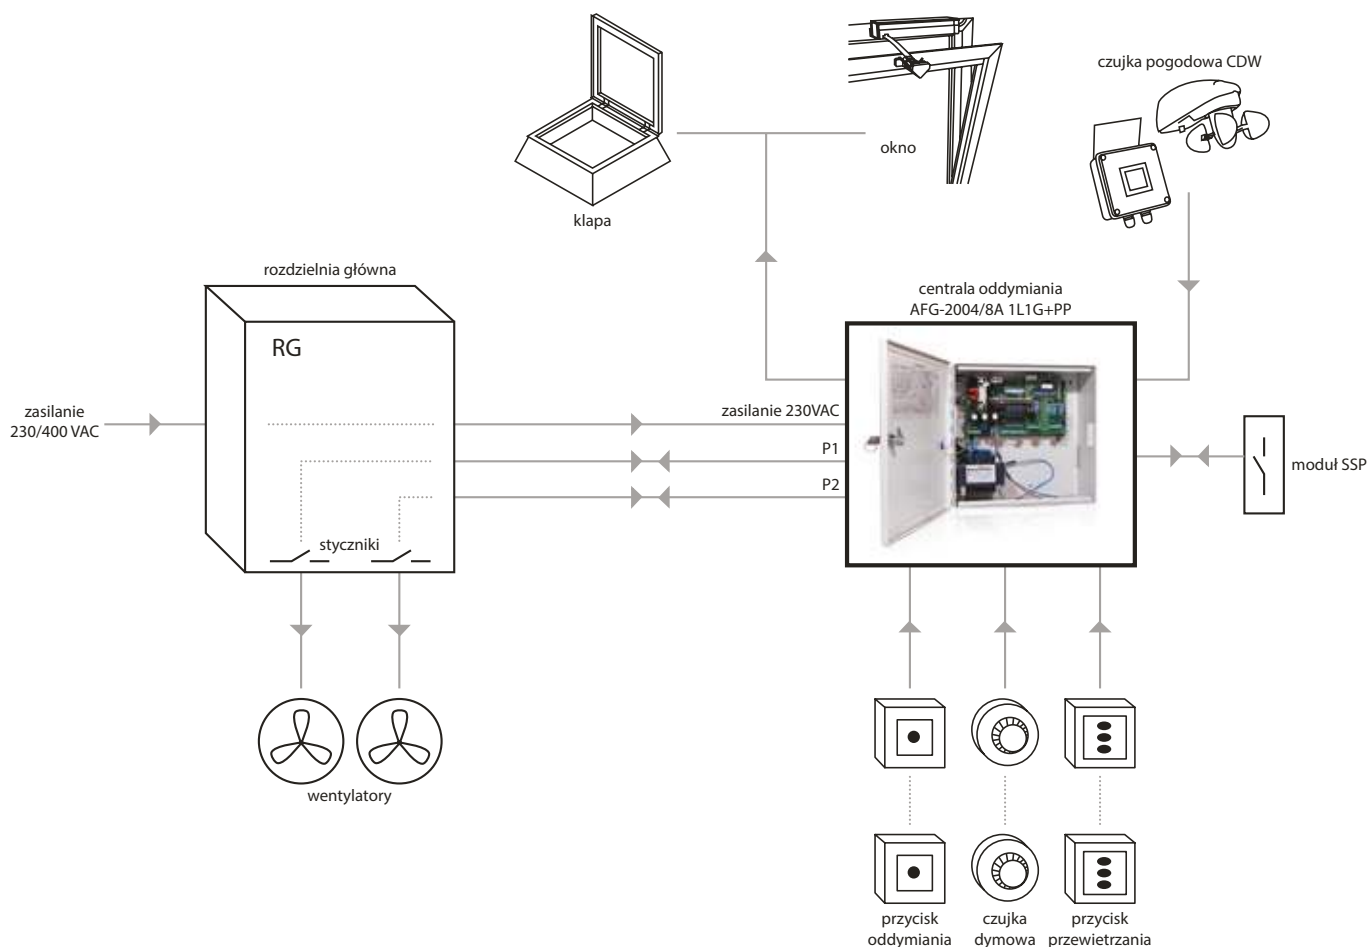 czujka pogodowa CDW
okno
klapa
rozdzielnia główna
centrala oddymiania
AFG-2004/8A 1L1G+PP
RG
zasilanie
230/400 VAC
zasilanie 230VAC
P1
P2
moduł SSP
styczniki
wentylatory
przycisk
oddymiania
czujka
dymowa
przycisk
przewietrzania